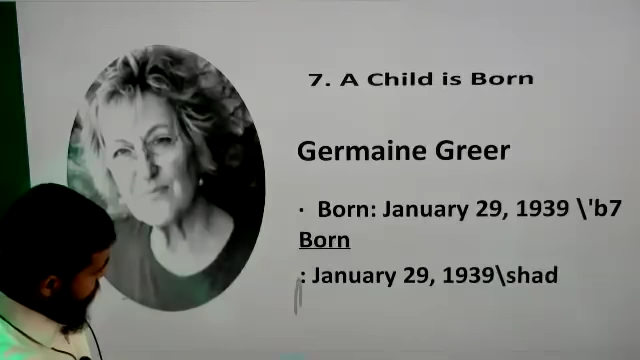 7. A Child is Born
Germaine Greer
· Born: January 29, 1939 \'b7
Born
: January 29, 1939\shad